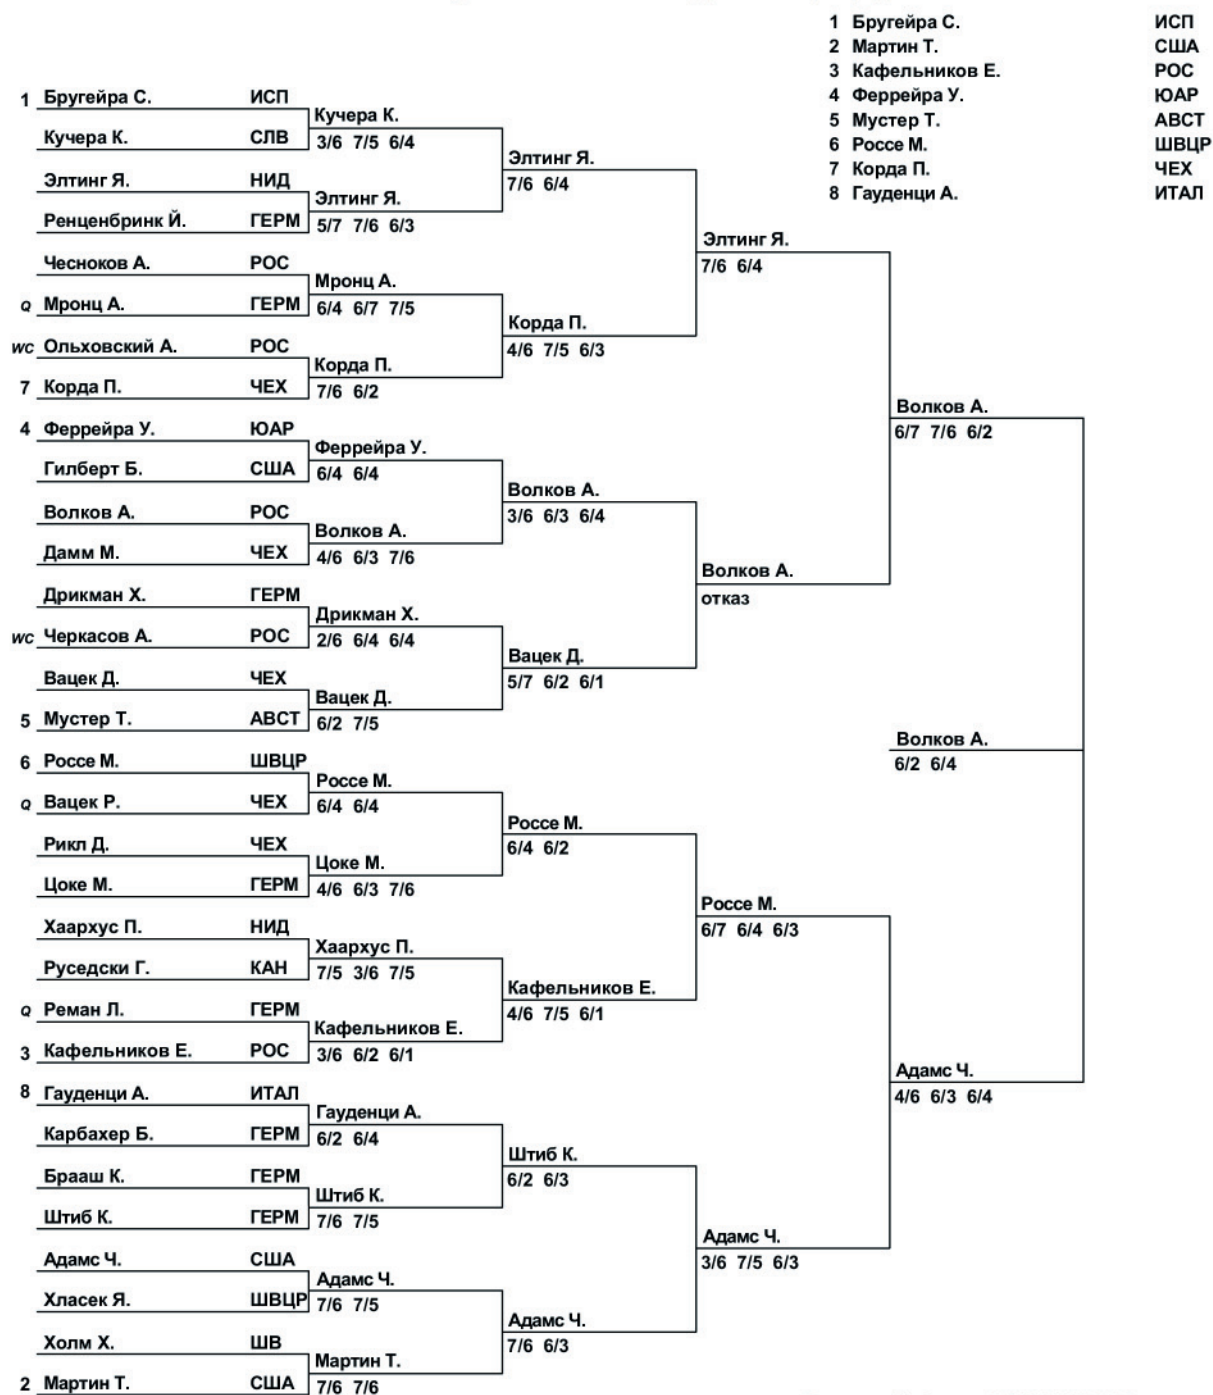 1 Бругейра С. ИСП
2 Мартин Т. США
3 Кафельников Е. РОС
4 Феррейра У. ЮАР
5 Мустер Т. АВСТ
6 Россе М. ШВЦР
7 Корда П. ЧЕХ
8 Гауденци А. ИТАЛ
1 Бругейра С. ИСП
Кучера К. СЛВ
Элтинг Я. НИД
Ренценбринк Й. ГЕРМ
Чесноков А. РОС
Q Мронц А. ГЕРМ
WC Ольховский А. РОС
7 Корда П. ЧЕХ
4 Феррейра У. ЮАР
Гилберт Б. США
Волков А. РОС
Дамм М. ЧЕХ
Дрикман Х. ГЕРМ
WC Черкасов А. РОС
Вацек Д. ЧЕХ
5 Мустер Т. АВСТ
6 Россе М. ШВЦР
Q Вацек Р. ЧЕХ
Рикл Д. ЧЕХ
Цоке М. ГЕРМ
Хаархус П. НИД
Руседски Г. КАН
Q Реман Л. ГЕРМ
3 Кафельников Е. РОС
8 Гауденци А. ИТАЛ
Карбахер Б. ГЕРМ
Брааш К. ГЕРМ
Штиб К. ГЕРМ
Адамс Ч. США
Хласек Я. ШВЦР
Холм Х. ШВ
2 Мартин Т. США
Кучера К.
3/6 7/5 6/4
Элтинг Я.
5/7 7/6 6/3
Мронц А.
6/4 6/7 7/5
Корда П.
7/6 6/2
Феррейра У.
6/4 6/4
Волков А.
4/6 6/3 7/6
Дрикман Х.
2/6 6/4 6/4
Вацек Д.
6/2 7/5
Россе М.
6/4 6/4
Цоке М.
4/6 6/3 7/6
Хаархус П.
7/5 3/6 7/5
Кафельников Е.
3/6 6/2 6/1
Гауденци А.
6/2 6/4
Штиб К.
7/6 7/5
Адамс Ч.
7/6 7/5
Мартин Т.
7/6 7/6
Элтинг Я.
7/6 6/4
Корда П.
4/6 7/5 6/3
Волков А.
3/6 6/3 6/4
Вацек Д.
5/7 6/2 6/1
Россе М.
6/4 6/2
Кафельников Е.
4/6 7/5 6/1
Штиб К.
6/2 6/3
Адамс Ч.
7/6 6/3
Элтинг Я.
7/6 6/4
Волков А.
отказ
Россе М.
6/7 6/4 6/3
Адамс Ч.
3/6 7/5 6/3
Волков А.
6/7 7/6 6/2
Волков А.
6/2 6/4
Адамс Ч.
4/6 6/3 6/4